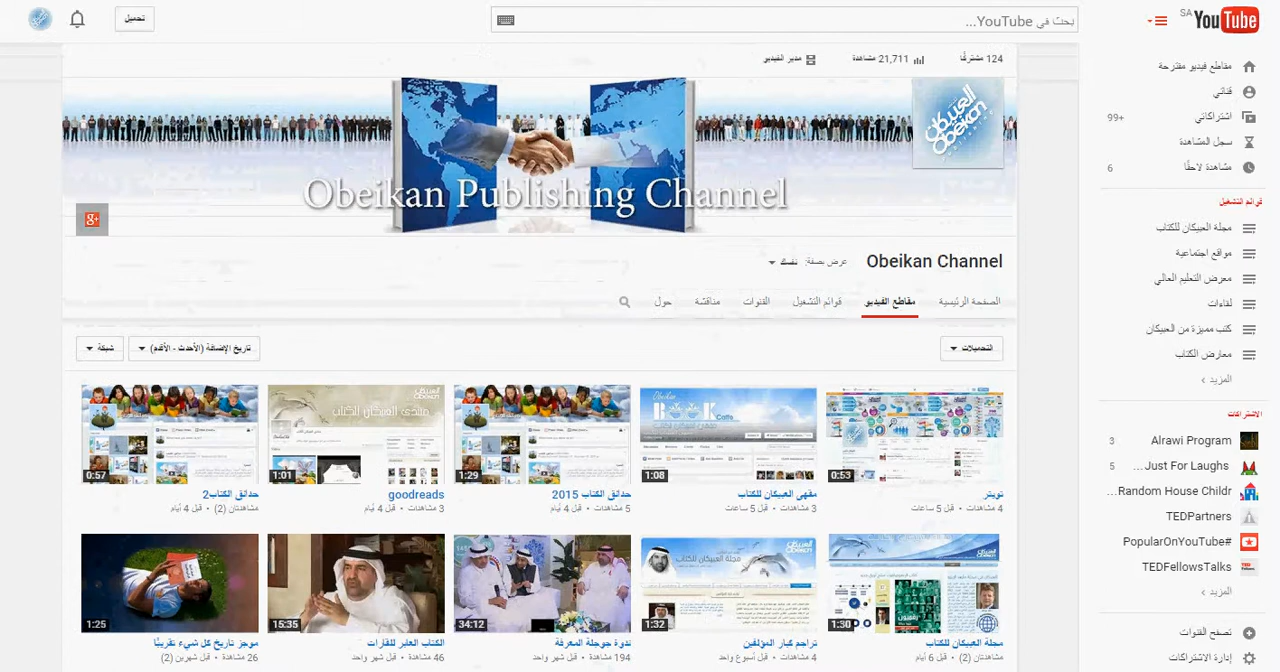 YouTube SA
يُبحث في YouTube...
تحميل
124 مشتركًا
21,711 مشاهدة
مدير الفيديو
العبيكان
Obeikan
Obeikan Publishing Channel
g+
Obeikan Channel
عرض بصفة: نفسك
الصفحة الرئيسية
مقاطع الفيديو
قوائم التشغيل
القنوات
مناقشة
حول
التحميلات
تاريخ الإضافة (الأحدث - الأقدم)
شبكة
0:53
1:08
1:29
1:01
0:57
تويتر
4 مشاهدات • قبل 5 ساعات
مقهى العبيكان للكتاب
3 مشاهدات • قبل 5 ساعات
حدائق الكتاب 2015
5 مشاهدات • قبل 4 أيام
goodreads
3 مشاهدات • قبل 4 أيام
حدائق الكتاب2
مشاهدتان (2) • قبل 4 أيام
منتدى العبيكان للكتاب
مجلة العبيكان للكتاب
1:30
1:32
34:12
15:35
1:25
مجلة العبيكان للكتاب
مشاهدتان (2) • قبل 6 أيام
تراجم كبار المؤلفين
4 مشاهدات • قبل أسبوع واحد
ندوة جوجلة المعرفة
194 مشاهدة • قبل شهر واحد
الكتاب العابر للقارات
46 مشاهدة • قبل شهر واحد
موجز تاريخ كل شيء تقريبًا
26 مشاهدة • قبل شهرين (2)
مقاطع فيديو مقترحة
قناتي
اشتراكاتي 99+
سجل المشاهدة
مشاهدة لاحقًا 6
قوائم التشغيل
مجلة العبيكان للكتاب
مواقع اجتماعية
معرض التعليم العالي
لقاءات
كتب مميزة من العبيكان
معارض الكتاب
المزيد
الاشتراكات
Alrawi Program 3
Just For Laughs... 5
Random House Childr...
TEDPartners
#PopularOnYouTube
TEDFellowsTalks
المزيد
تصفح القنوات
إدارة الاشتراكات